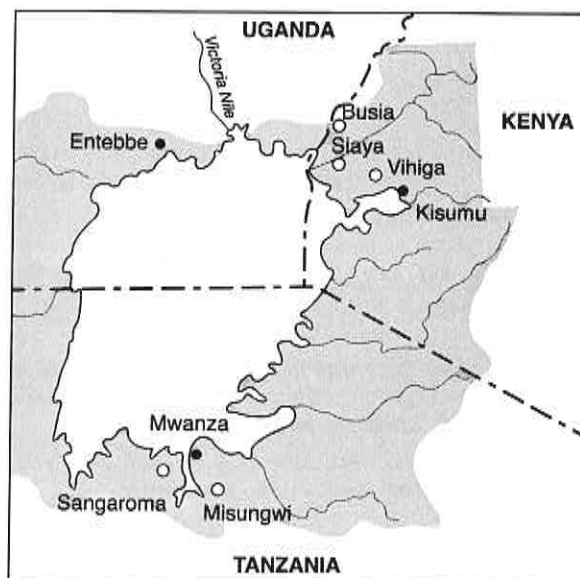 UGANDA
Victoria Nile
Busia
KENYA
Entebbe
Siaya
Vihiga
Kisumu
Mwanza
Sangaroma
Misungwi
TANZANIA